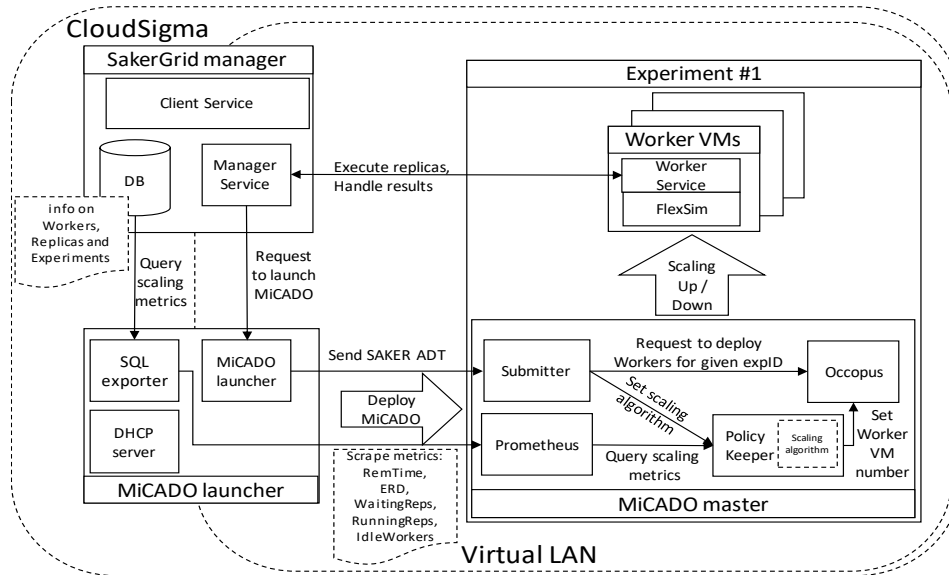 CloudSigma
SakerGrid manager
Client Service
DB
Manager
Service
info on
Workers,
Replicas and
Experiments
Query
scaling
metrics
Request
to launch
MiCADO
Execute replicas,
Handle results
Experiment #1
Worker VMs
Worker
Service
FlexSim
Scaling
Up /
Down
SQL
exporter
MiCADO
launcher
DHCP
server
MiCADO launcher
Send SAKER ADT
Deploy
MiCADO
Scrape metrics:
RemTime,
ERD,
WaitingReps,
RunningReps,
IdleWorkers
Submitter
Request to deploy
Workers for given expID
Occopus
Set scaling
algorithm
Prometheus
Query scaling
metrics
Policy
Keeper
Scaling
algorithm
Set
Worker
VM
number
MiCADO master
Virtual LAN